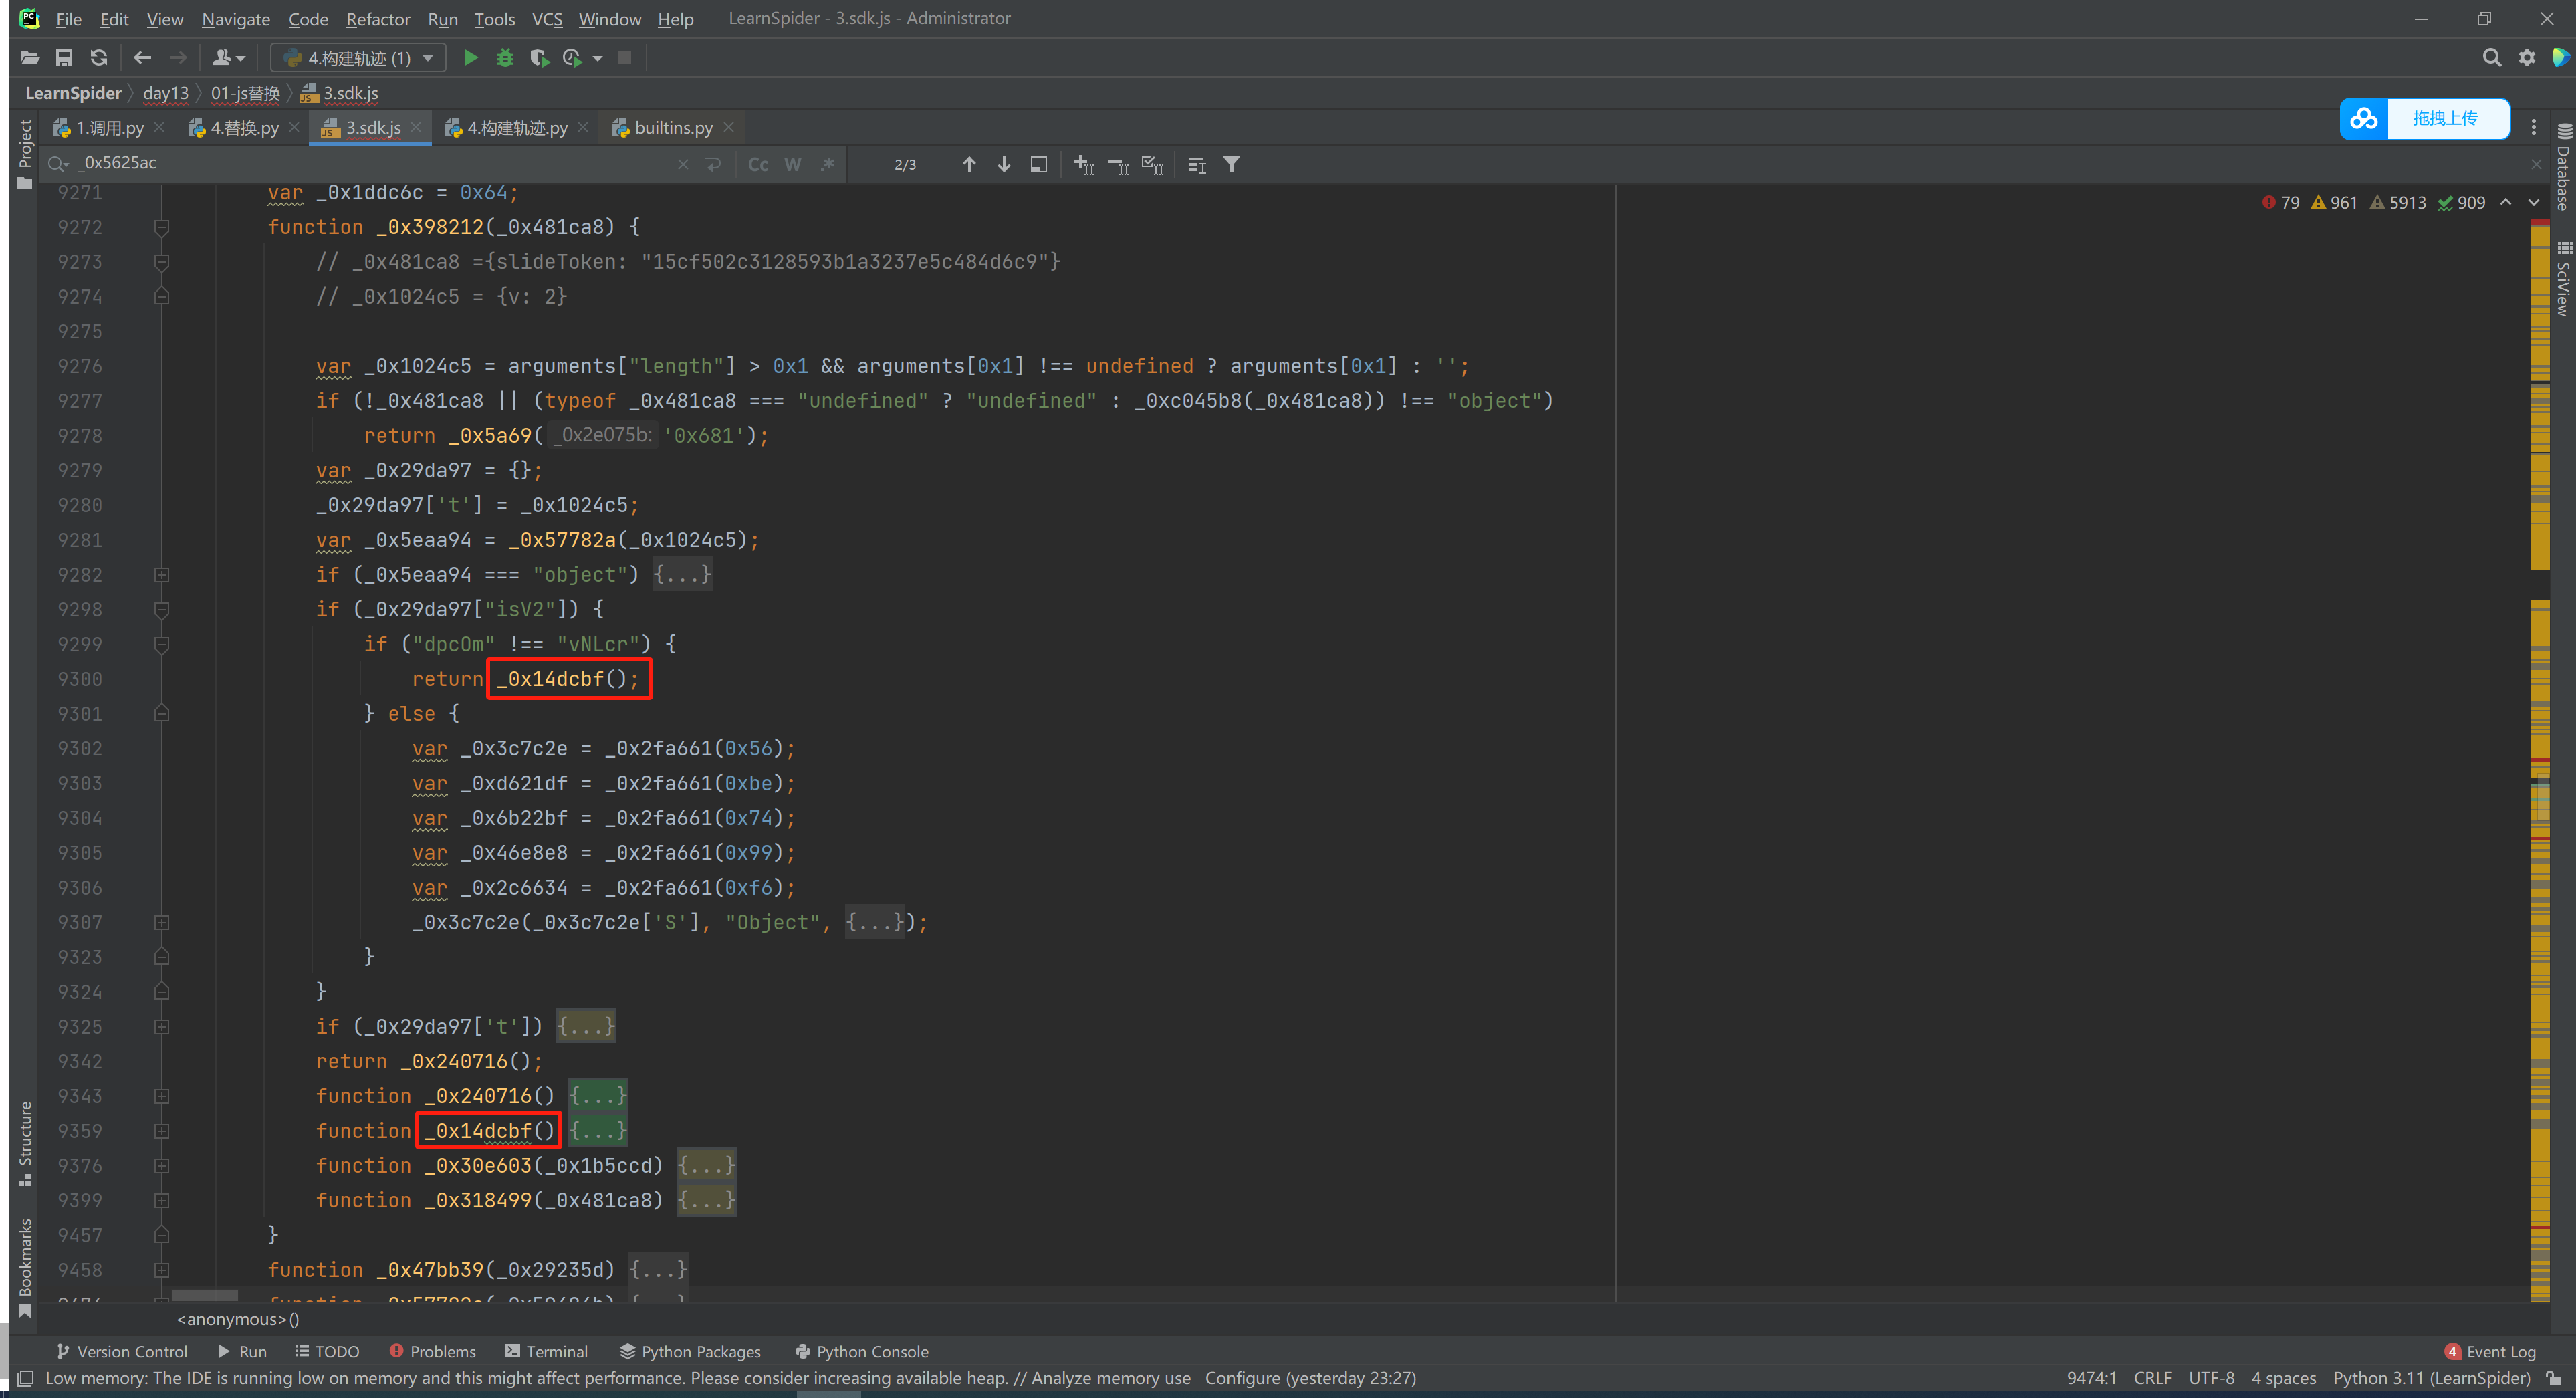 File Edit View Navigate Code Refactor Run Tools VCS Window Help LearnSpider - 3.sdk.js - Administrator
4.构建轨迹 (1)
LearnSpider day13 01-js替换 3.sdk.js
1.调用.py 4.替换.py 3.sdk.js 4.构建轨迹.py builtins.py
拖拽上传
_0x5625ac Cc W .* 2/3
79 961 5913 909
9271 var _0x1ddc6c = 0x64;
9272 function _0x398212(_0x481ca8) {
9273 // _0x481ca8 ={slideToken: "15cf502c3128593b1a3237e5c484d6c9"}
9274 // _0x1024c5 = {v: 2}
9275
9276 var _0x1024c5 = arguments["length"] > 0x1 && arguments[0x1] !== undefined ? arguments[0x1] : '';
9277 if (!_0x481ca8 || (typeof _0x481ca8 === "undefined" ? "undefined" : _0xc045b8(_0x481ca8)) !== "object")
9278 return _0x5a69( _0x2e075b: '0x681');
9279 var _0x29da97 = {};
9280 _0x29da97['t'] = _0x1024c5;
9281 var _0x5eaa94 = _0x57782a(_0x1024c5);
9282 if (_0x5eaa94 === "object") {...}
9298 if (_0x29da97["isV2"]) {
9299 if ("dpcOm" !== "vNLcr") {
9300 return _0x14dcbf();
9301 } else {
9302 var _0x3c7c2e = _0x2fa661(0x56);
9303 var _0xd621df = _0x2fa661(0xbe);
9304 var _0x6b22bf = _0x2fa661(0x74);
9305 var _0x46e8e8 = _0x2fa661(0x99);
9306 var _0x2c6634 = _0x2fa661(0xf6);
9307 _0x3c7c2e(_0x3c7c2e['S'], "Object", {...});
9323 }
9324 }
9325 if (_0x29da97['t']) {...}
9342 return _0x240716();
9343 function _0x240716() {...}
9359 function _0x14dcbf() {...}
9376 function _0x30e603(_0x1b5ccd) {...}
9399 function _0x318499(_0x481ca8) {...}
9457 }
9458 function _0x47bb39(_0x29235d) {...}
<anonymous>()
Project
Structure
Bookmarks
Database
SciView
Version Control Run TODO Problems Terminal Python Packages Python Console 4 Event Log
Low memory: The IDE is running low on memory and this might affect performance. Please consider increasing available heap. // Analyze memory use Configure (yesterday 23:27) 9474:1 CRLF UTF-8 4 spaces Python 3.11 (LearnSpider)